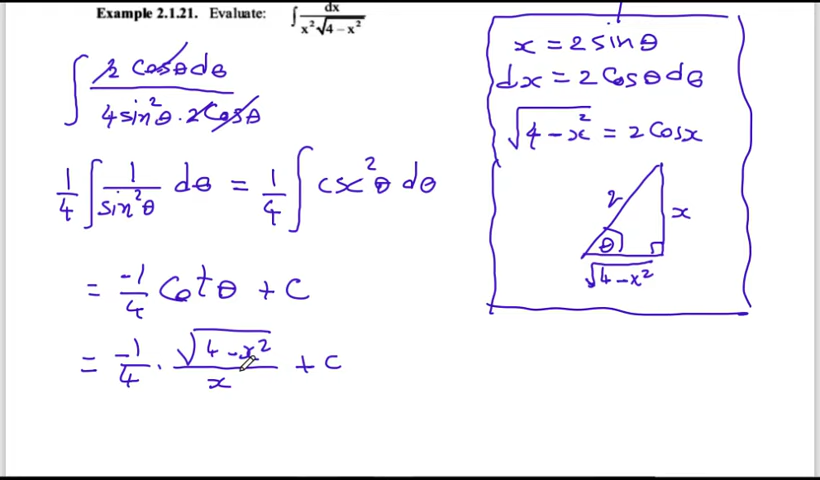 Example 2.1.21. Evaluate: ∫ dx / x²√4 − x²
∫ 2 Cosθ dθ / 4 sin²θ · 2 Cosθ
1/4 ∫ 1/sin²θ dθ = 1/4 ∫ csc²θ dθ
= -1/4 Cotθ + C
= -1/4 · √4 - x² / x + C
x = 2 sinθ
dx = 2 Cosθ dθ
√4 - x² = 2 Cosx
2
x
θ
√4 - x²